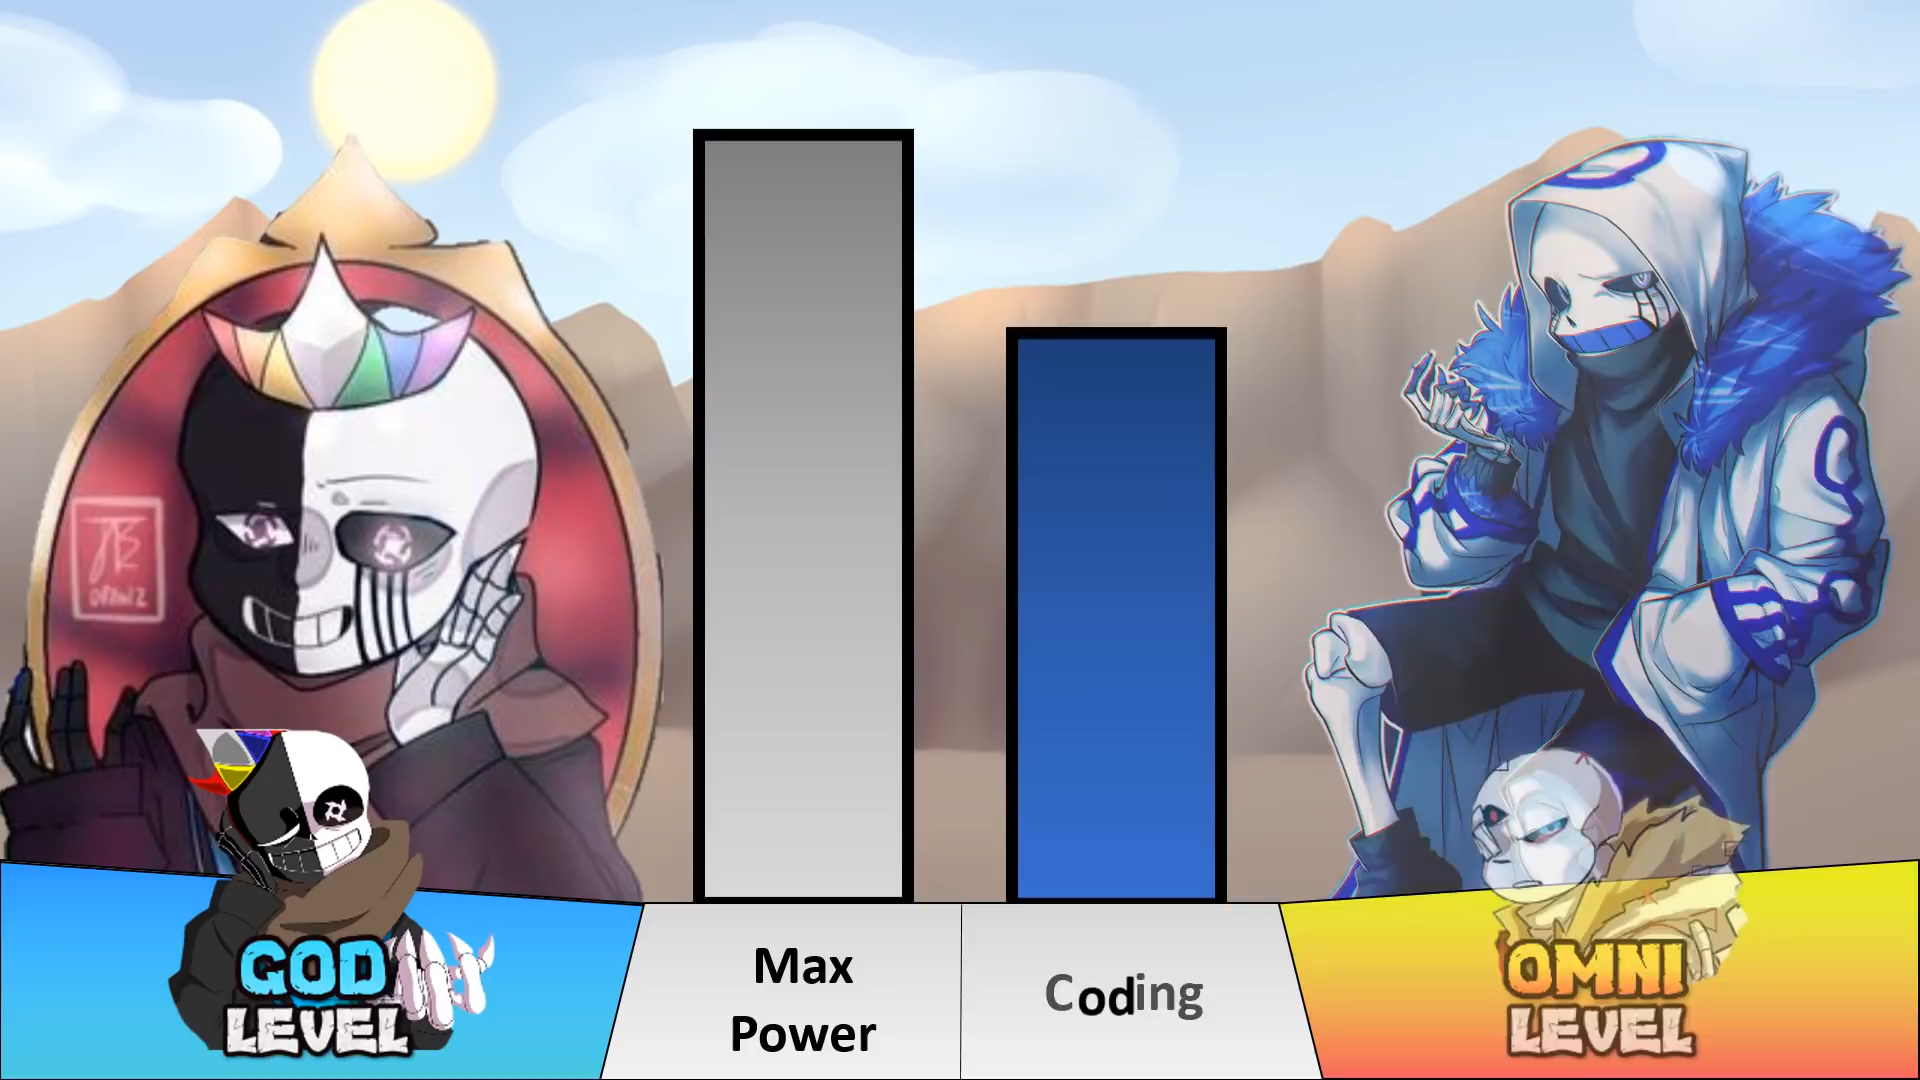 GOD
LEVEL
Max
Power
Coding
OMNI
LEVEL